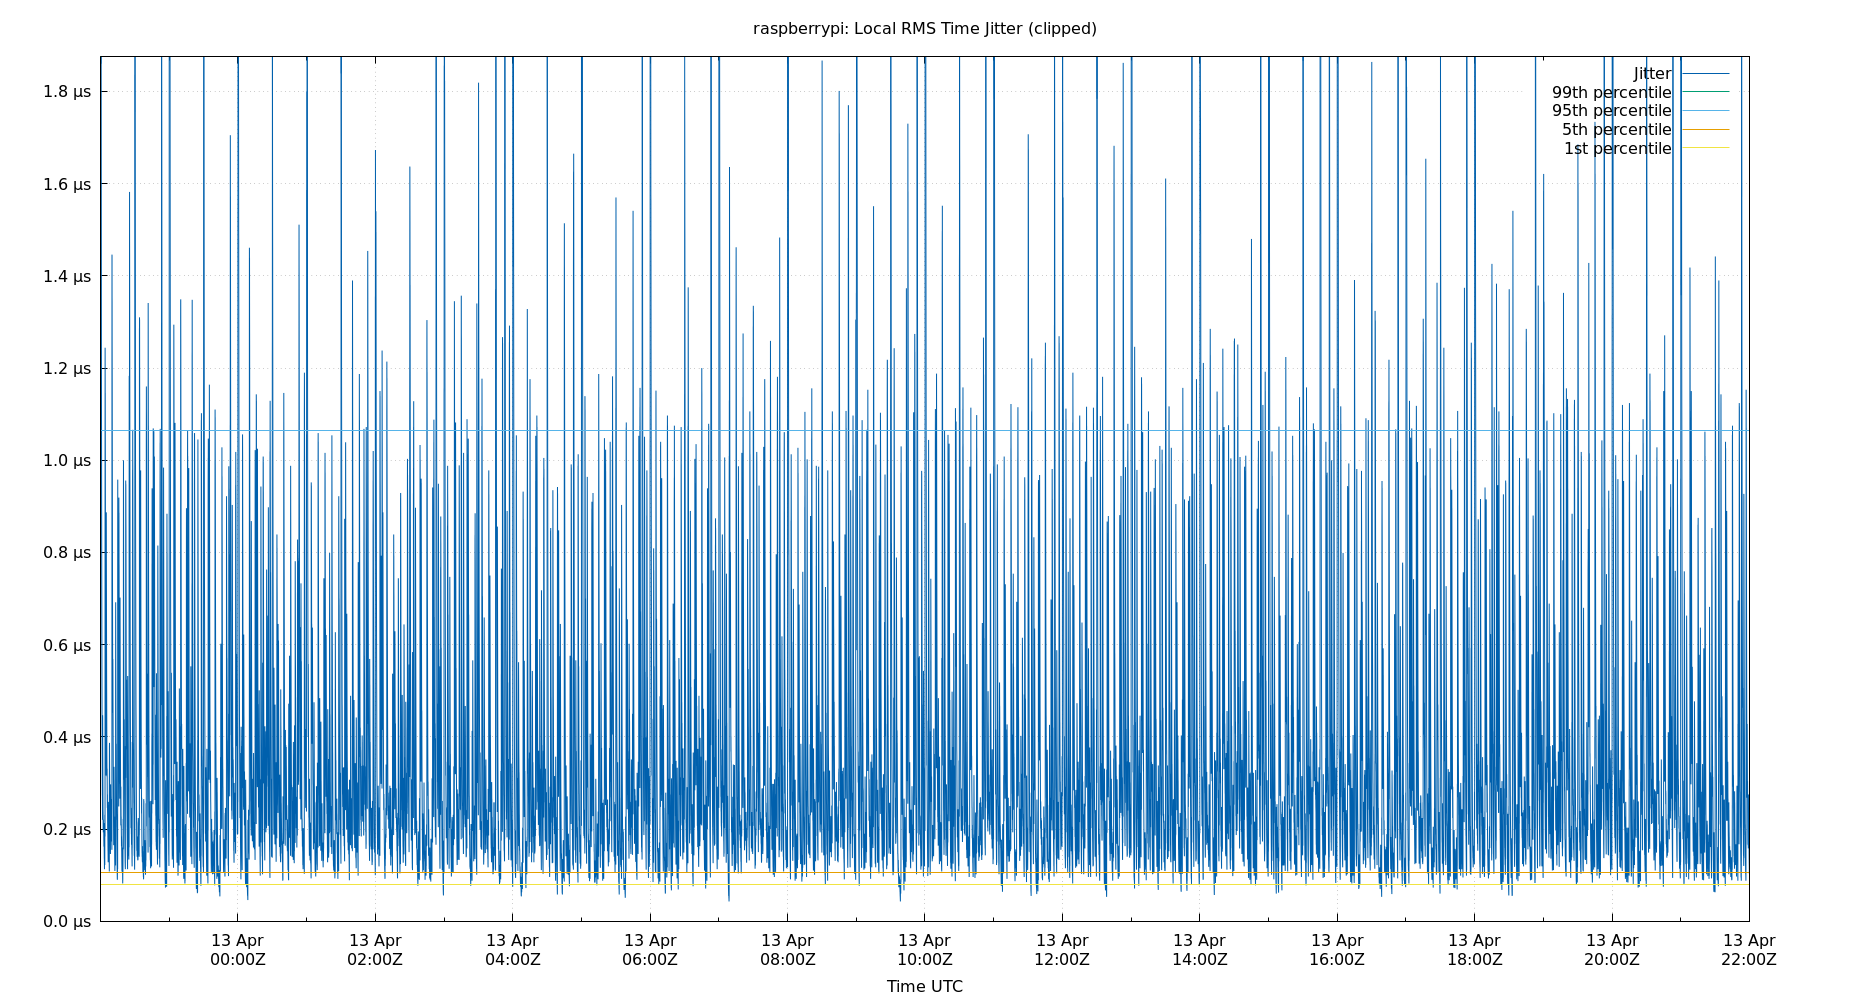 raspberrypi: Local RMS Time Jitter (clipped)
Jitter
99th percentile
95th percentile
5th percentile
1st percentile
1.8 µs
1.6 µs
1.4 µs
1.2 µs
1.0 µs
0.8 µs
0.6 µs
0.4 µs
0.2 µs
0.0 µs
13 Apr 13 Apr 13 Apr 13 Apr 13 Apr 13 Apr 13 Apr 13 Apr 13 Apr 13 Apr 13 Apr 13 Apr
00:00Z 02:00Z 04:00Z 06:00Z 08:00Z 10:00Z 12:00Z 14:00Z 16:00Z 18:00Z 20:00Z 22:00Z
Time UTC